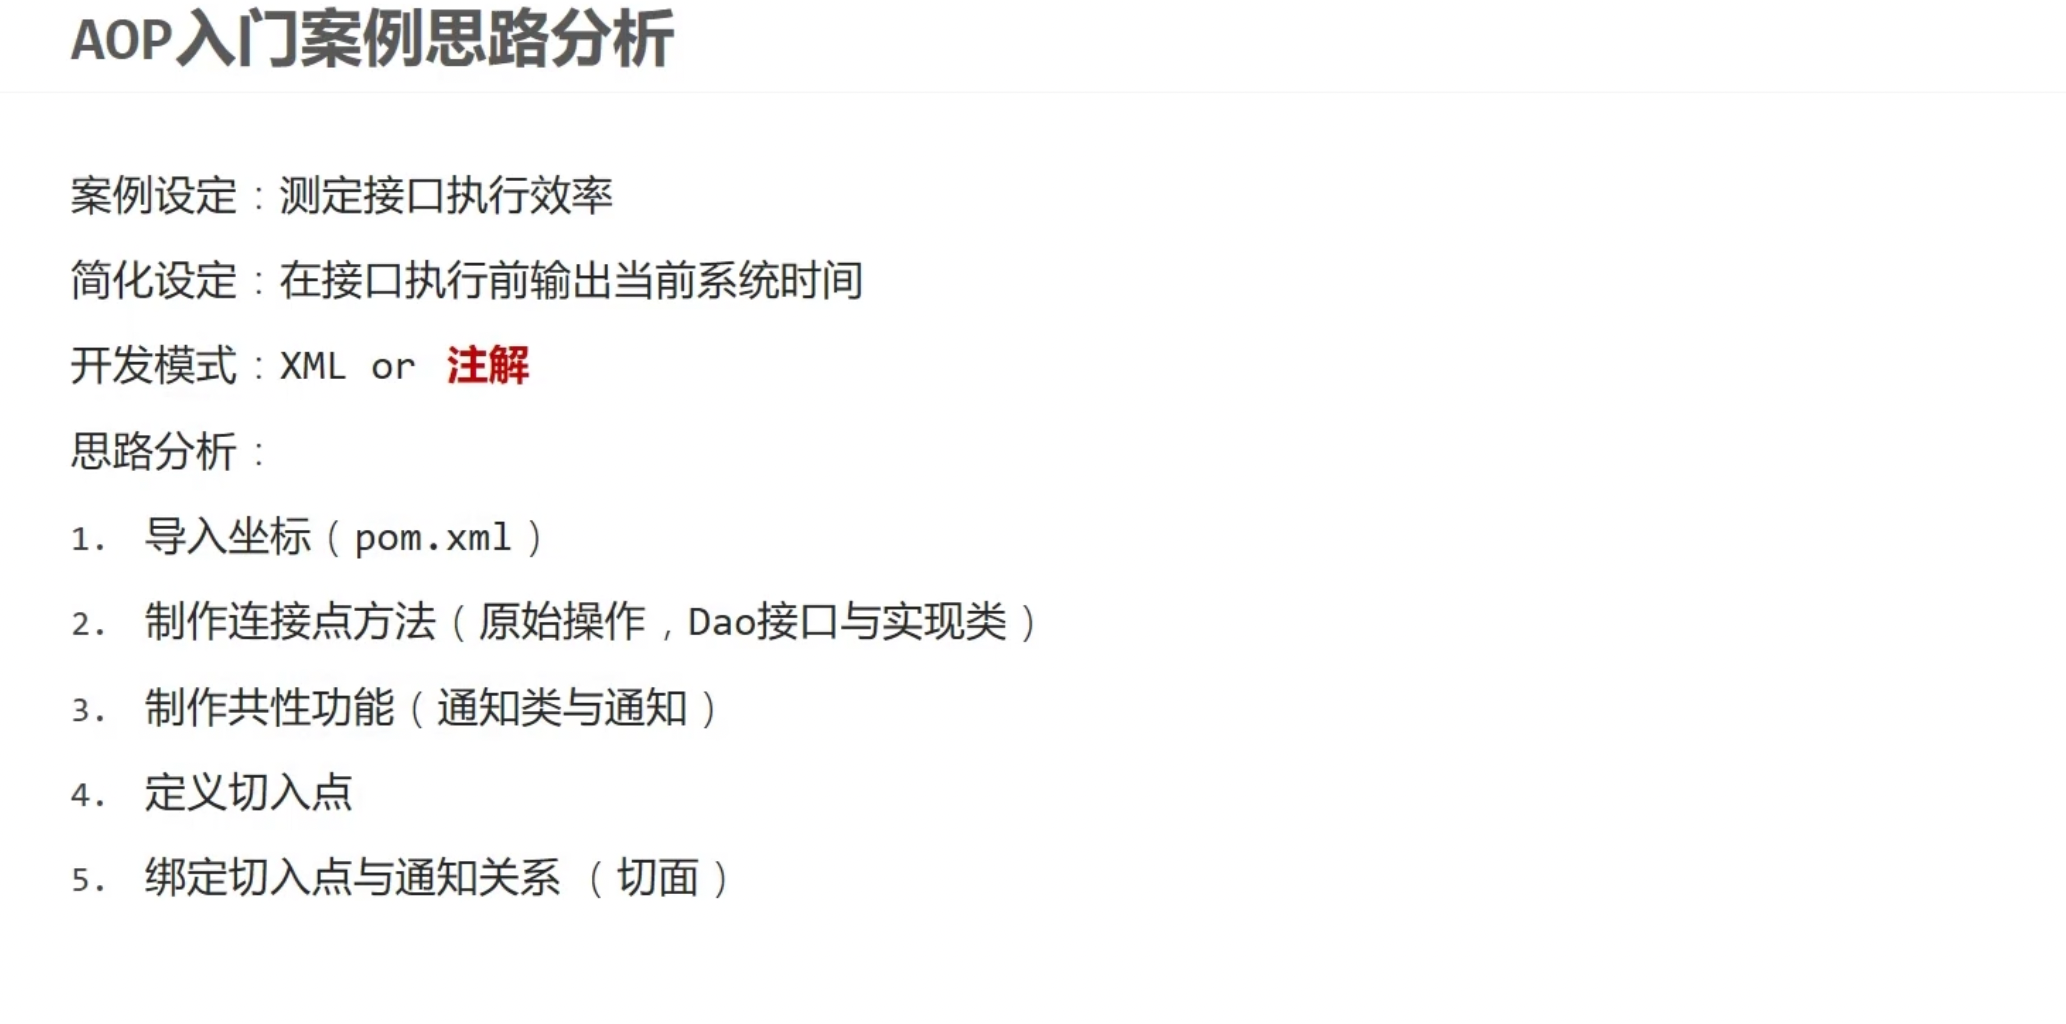 AOP入门案例思路分析
案例设定：测定接口执行效率
简化设定：在接口执行前输出当前系统时间
开发模式：XML or 注解
思路分析：
1. 导入坐标（pom.xml）
2. 制作连接点方法（原始操作，Dao接口与实现类）
3. 制作共性功能（通知类与通知）
4. 定义切入点
5. 绑定切入点与通知关系（切面）